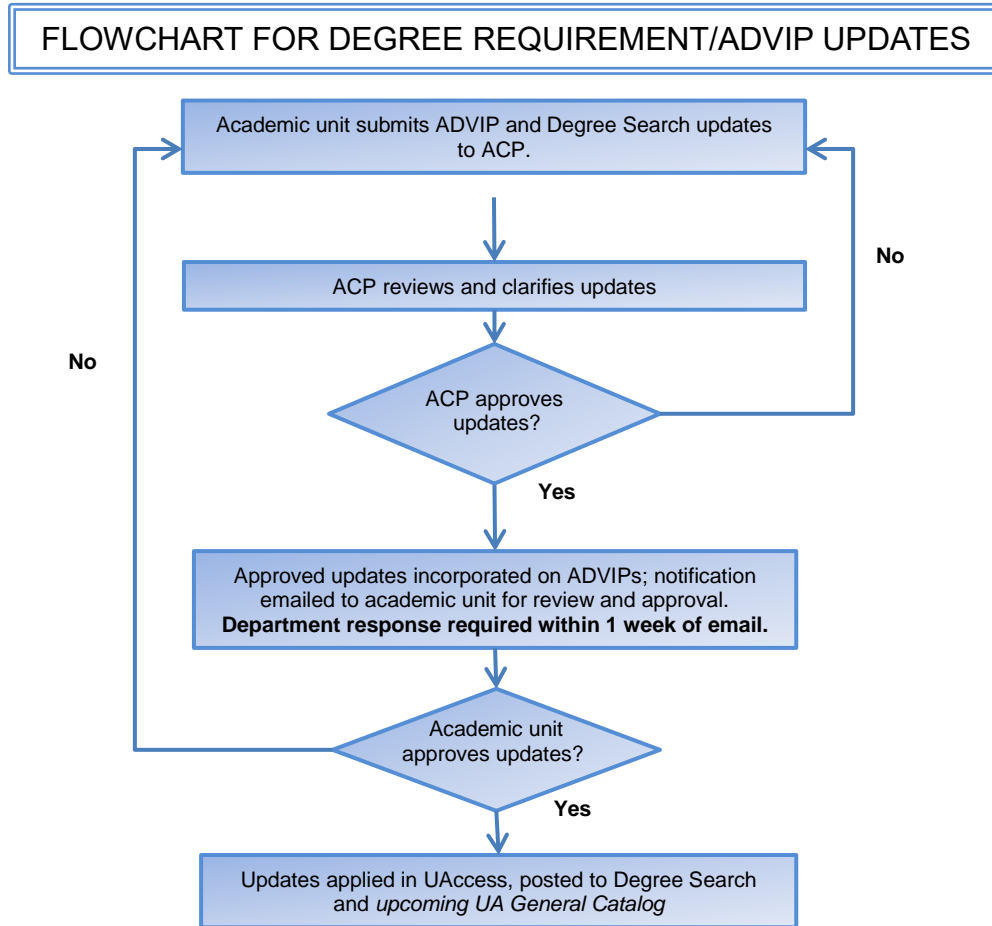 FLOWCHART FOR DEGREE REQUIREMENT/ADVIP UPDATES
Academic unit submits ADVIP and Degree Search updates
to ACP.
No
ACP reviews and clarifies updates
No
ACP approves
updates?
Yes
Approved updates incorporated on ADVIPs; notification
emailed to academic unit for review and approval.
Department response required within 1 week of email.
Academic unit
approves updates?
Yes
Updates applied in UAccess, posted to Degree Search
and upcoming UA General Catalog